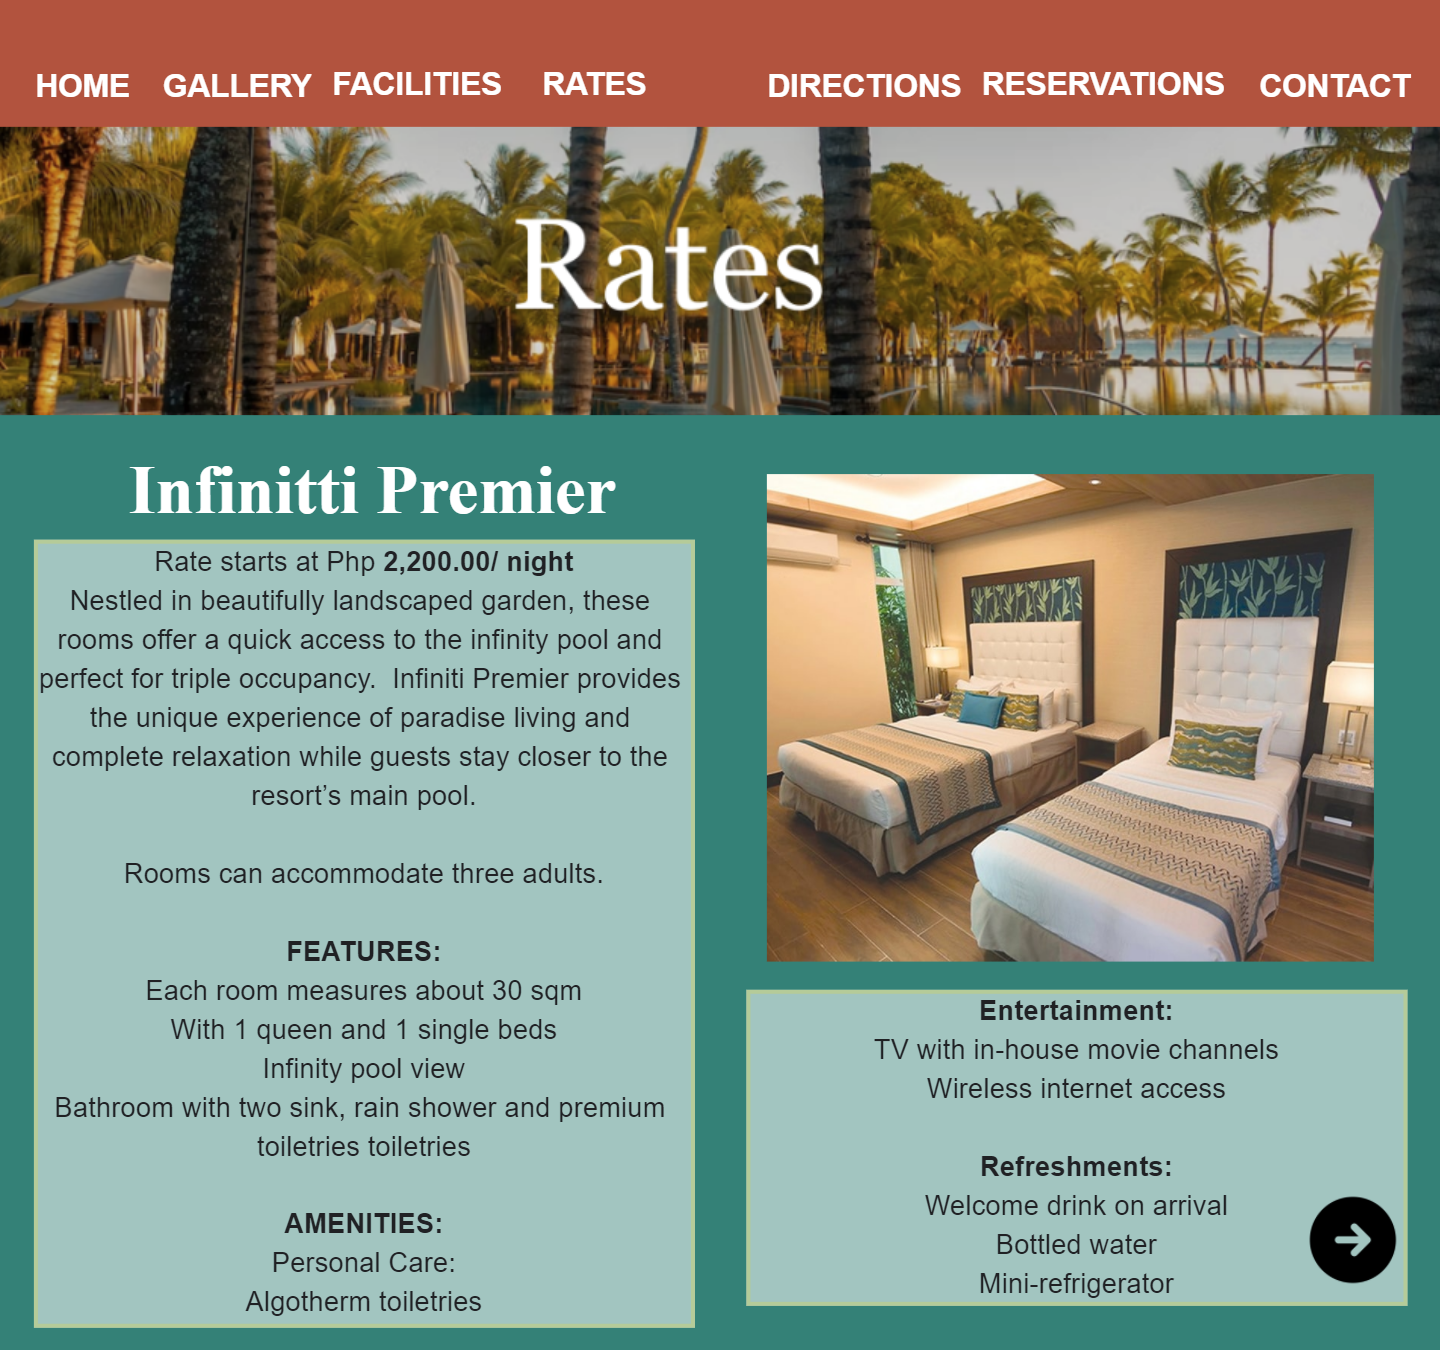 HOME GALLERY FACILITIES RATES DIRECTIONS RESERVATIONS CONTACT
Rates
Infinitti Premier
Rate starts at Php 2,200.00/ night
Nestled in beautifully landscaped garden, these
rooms offer a quick access to the infinity pool and
perfect for triple occupancy.  Infiniti Premier provides
the unique experience of paradise living and
complete relaxation while guests stay closer to the
resort’s main pool.
Rooms can accommodate three adults.
FEATURES:
Each room measures about 30 sqm
With 1 queen and 1 single beds
Infinity pool view
Bathroom with two sink, rain shower and premium
toiletries toiletries
AMENITIES:
Personal Care:
Algotherm toiletries
Entertainment:
TV with in-house movie channels
Wireless internet access
Refreshments:
Welcome drink on arrival
Bottled water
Mini-refrigerator